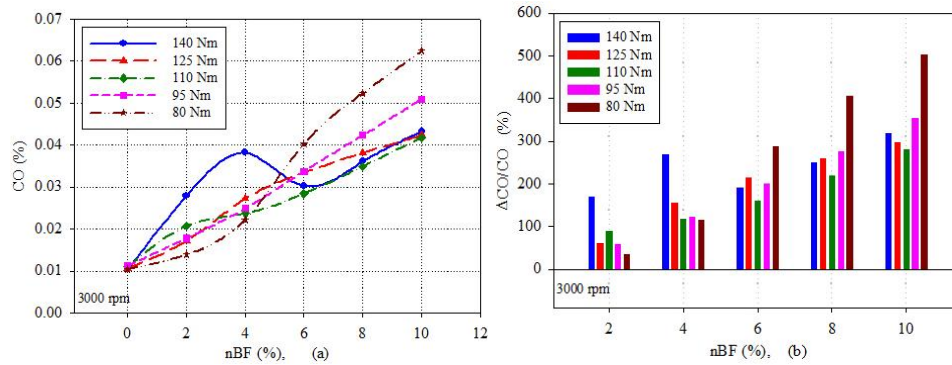 0.07
0.06
0.05
0.04
0.03
0.02
0.01
0.00
CO (%)
140 Nm
125 Nm
110 Nm
95 Nm
80 Nm
3000 rpm
0 2 4 6 8 10 12
nBF (%), (a)
600
500
400
300
200
100
0
ΔCO/CO (%)
140 Nm
125 Nm
110 Nm
95 Nm
80 Nm
3000 rpm
2 4 6 8 10
nBF (%), (b)